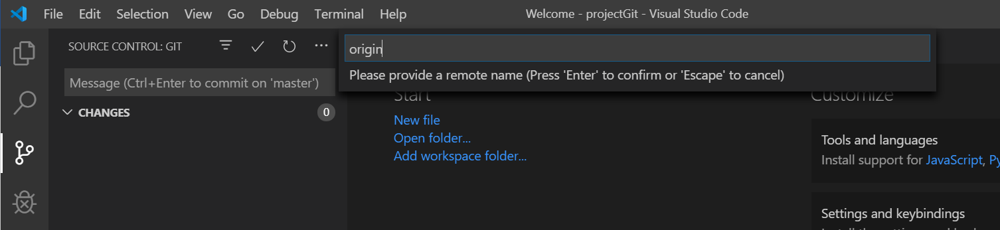 File Edit Selection View Go Debug Terminal Help Welcome - projectGit - Visual Studio Code
SOURCE CONTROL: GIT
origin
Message (Ctrl+Enter to commit on 'master')
Please provide a remote name (Press 'Enter' to confirm or 'Escape' to cancel)
CHANGES 0
Start
New file
Open folder...
Add workspace folder...
Customize
Tools and languages
Install support for JavaScript, Py
Settings and keybindings